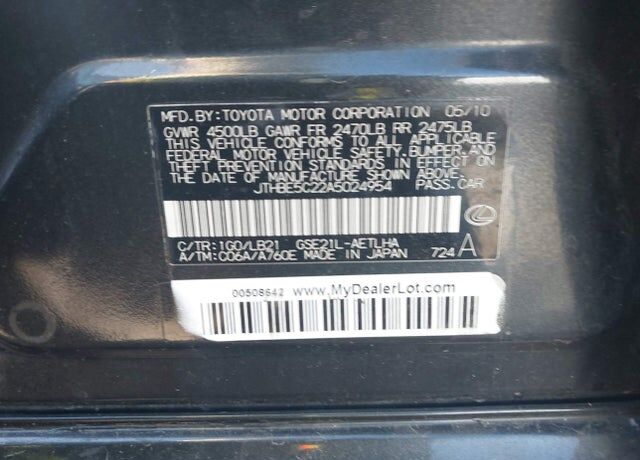 MFD. BY: TOYOTA MOTOR CORPORATION 05/10
GVWR 4500LB GAWR FR 2470LB RR 2475LB
THIS VEHICLE CONFORMS TO ALL APPLICABLE
FEDERAL MOTOR VEHICLE SAFETY, BUMPER, AND
THEFT PREVENTION STANDARDS IN EFFECT ON
THE DATE OF MANUFACTURE SHOWN ABOVE.
JTHBE5C22A5024954 PASS. CAR
C/TR: 1G0/LB21 GSE21L-AETLHA
A/TM: C06A/A760E MADE IN JAPAN 724 A
00508642 www.MyDealerLot.com